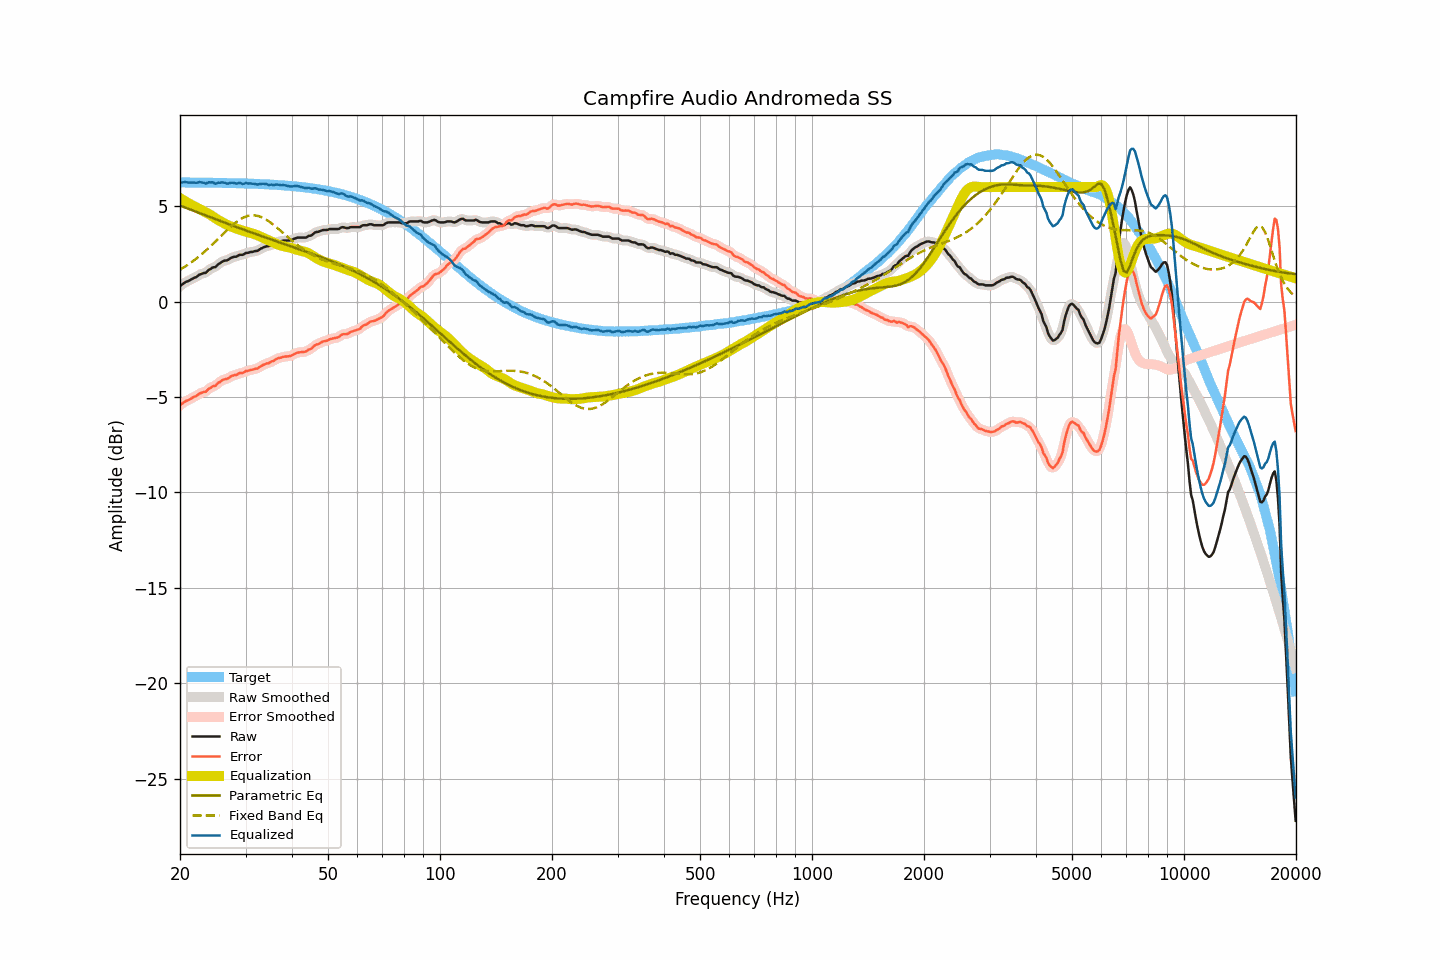 Campfire Audio Andromeda SS
Amplitude (dBr)
5
0
−5
−10
−15
−20
−25
Target
Raw Smoothed
Error Smoothed
Raw
Error
Equalization
Parametric Eq
Fixed Band Eq
Equalized
20 50 100 200 500 1000 2000 5000 10000 20000
Frequency (Hz)